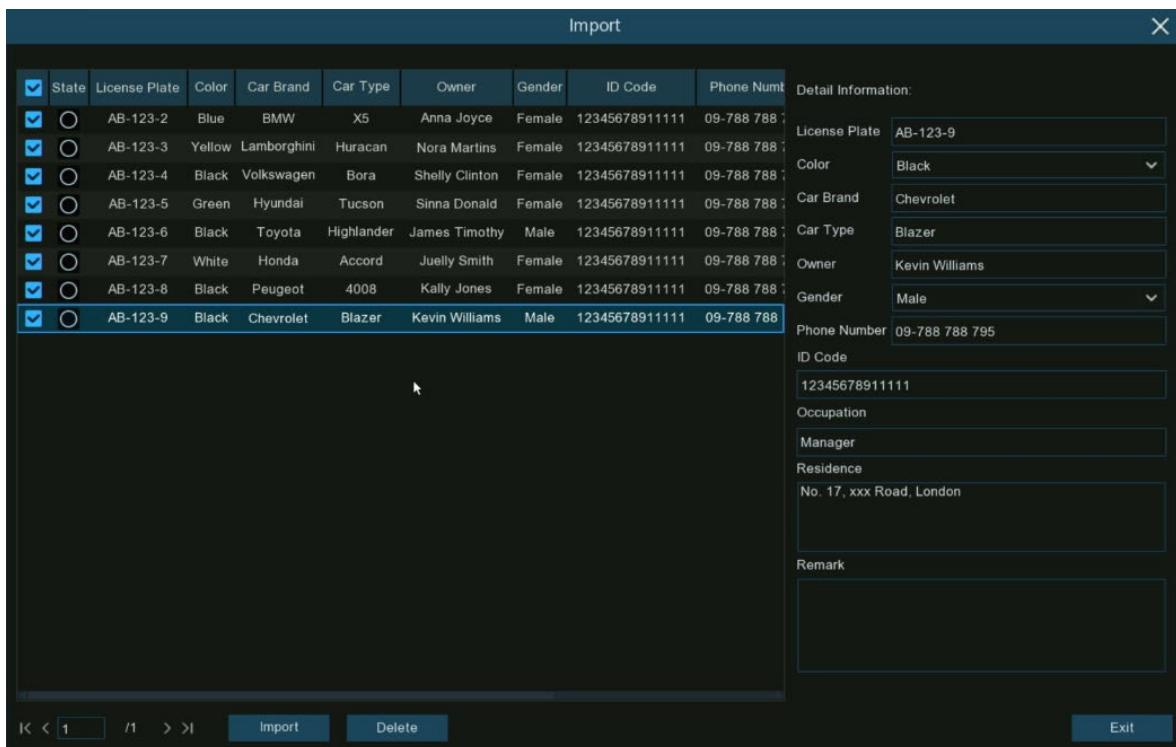 Import
State License Plate Color Car Brand Car Type Owner Gender ID Code Phone Numb
AB-123-2 Blue BMW X5 Anna Joyce Female 12345678911111 09-788 788
AB-123-3 Yellow Lamborghini Huracan Nora Martins Female 12345678911111 09-788 788
AB-123-4 Black Volkswagen Bora Shelly Clinton Female 12345678911111 09-788 788
AB-123-5 Green Hyundai Tucson Sinna Donald Female 12345678911111 09-788 788
AB-123-6 Black Toyota Highlander James Timothy Male 12345678911111 09-788 788
AB-123-7 White Honda Accord Juelly Smith Female 12345678911111 09-788 788
AB-123-8 Black Peugeot 4008 Kally Jones Female 12345678911111 09-788 788
AB-123-9 Black Chevrolet Blazer Kevin Williams Male 12345678911111 09-788 788
Detail Information:
License Plate AB-123-9
Color Black
Car Brand Chevrolet
Car Type Blazer
Owner Kevin Williams
Gender Male
Phone Number 09-788 788 795
ID Code
12345678911111
Occupation
Manager
Residence
No. 17, xxx Road, London
Remark
1 /1 Import Delete Exit